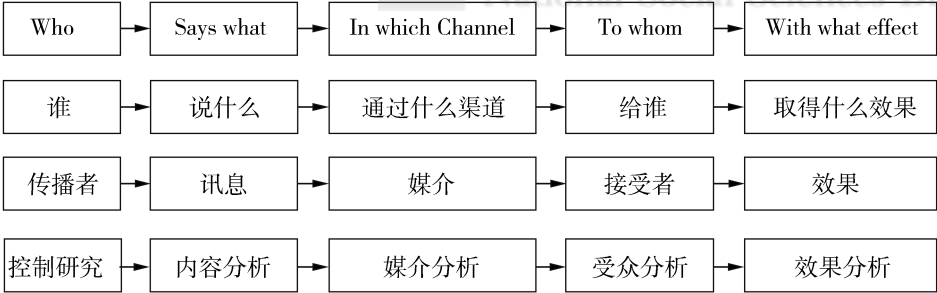 Who Says what In which Channel To whom With what effect
谁 说什么 通过什么渠道 给谁 取得什么效果
传播者 讯息 媒介 接受者 效果
控制研究 内容分析 媒介分析 受众分析 效果分析